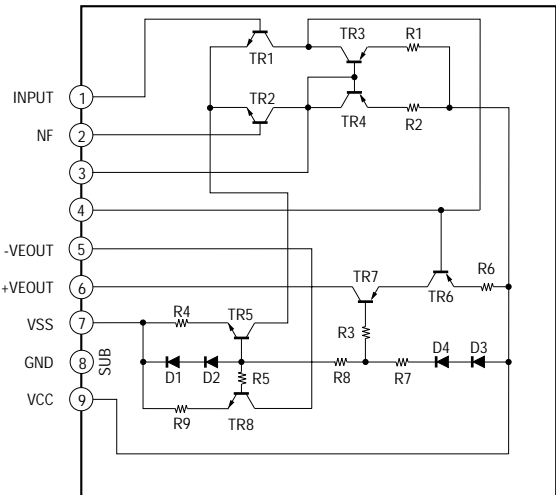 TR3
R1
TR1
INPUT
1
TR2
TR4
R2
NF
2
3
4
-VEOUT
5
+VEOUT
6
TR7
R6
TR6
VSS
7
R4
TR5
R3
D4
D3
GND
8
SUB
D1
D2
R5
R8
R7
VCC
9
R9
TR8